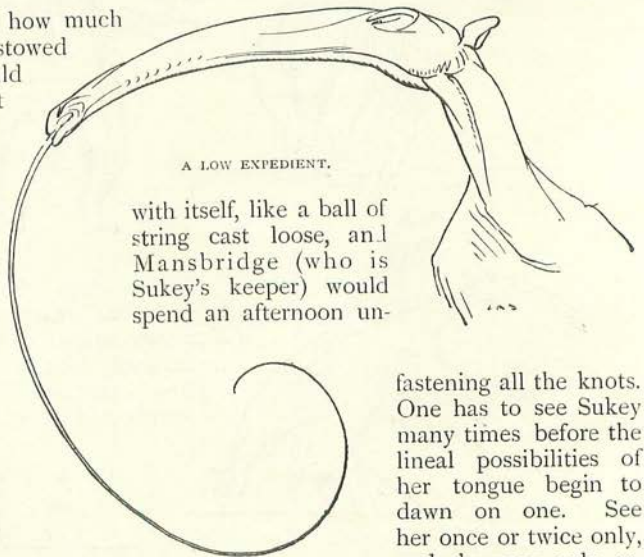 how much
stowed
ld
t
A LOW EXPEDIENT.
with itself, like a ball of
string cast loose, and
Mansbridge (who is
Sukey's keeper) would
spend an afternoon un-
fastening all the knots.
One has to see Sukey
many times before the
lineal possibilities of
her tongue begin to
dawn on one. See
her once or twice only,